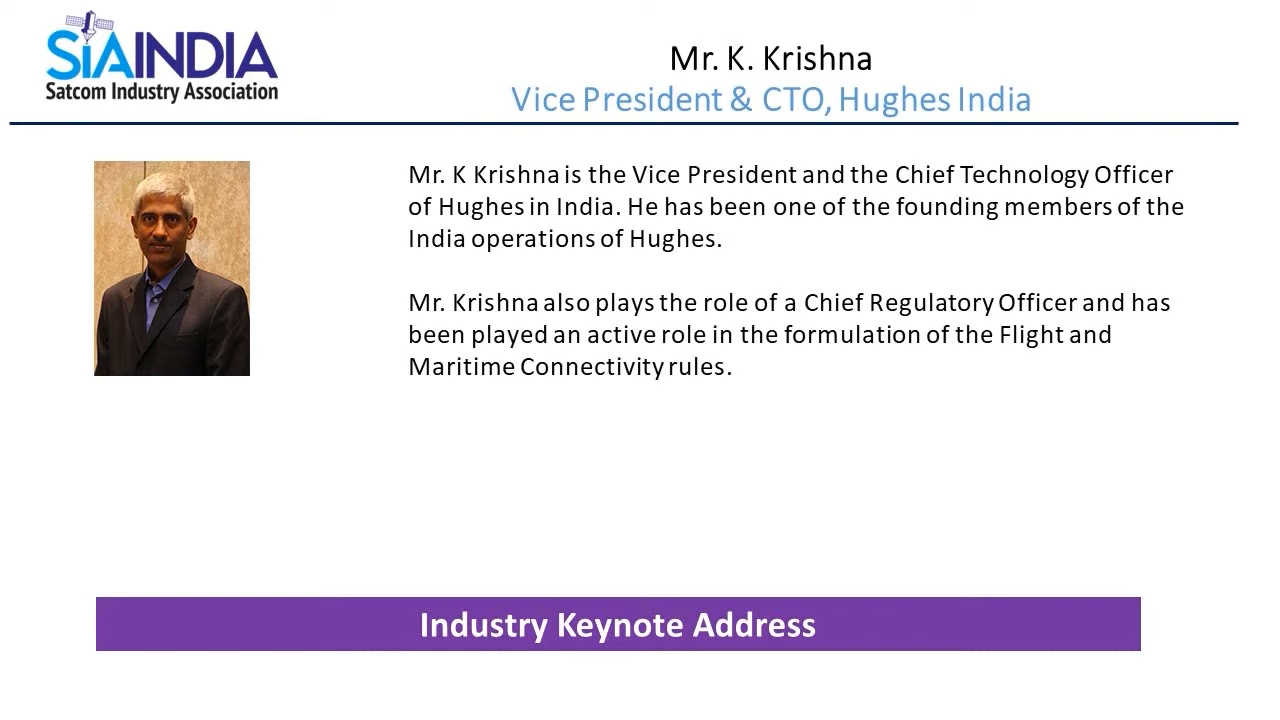 SiAINDIA
Satcom Industry Association
Mr. K. Krishna
Vice President & CTO, Hughes India
Mr. K Krishna is the Vice President and the Chief Technology Officer
of Hughes in India. He has been one of the founding members of the
India operations of Hughes.
Mr. Krishna also plays the role of a Chief Regulatory Officer and has
been played an active role in the formulation of the Flight and
Maritime Connectivity rules.
Industry Keynote Address